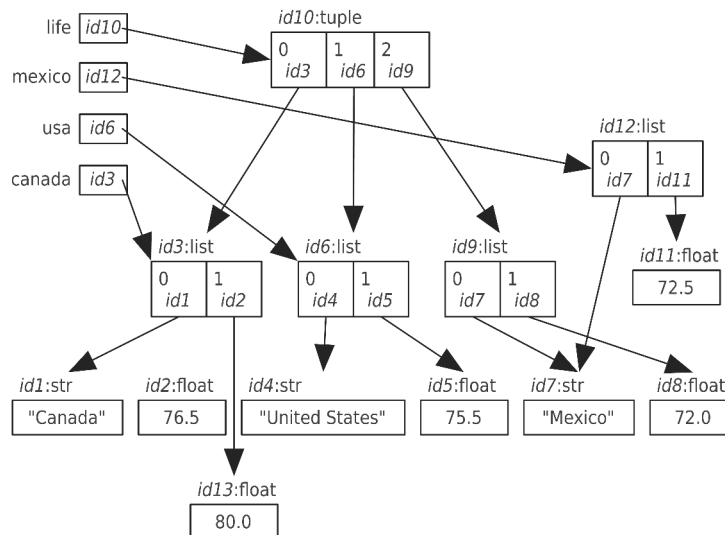 life id10
id10:tuple
0 1 2
id3 id6 id9
mexico id12
usa id6
canada id3
id12:list
0 1
id7 id11
id11:float
72.5
id3:list
0 1
id1 id2
id6:list
0 1
id4 id5
id9:list
0 1
id7 id8
id1:str
"Canada"
id2:float
76.5
id4:str
"United States"
id5:float
75.5
id7:str
"Mexico"
id8:float
72.0
id13:float
80.0